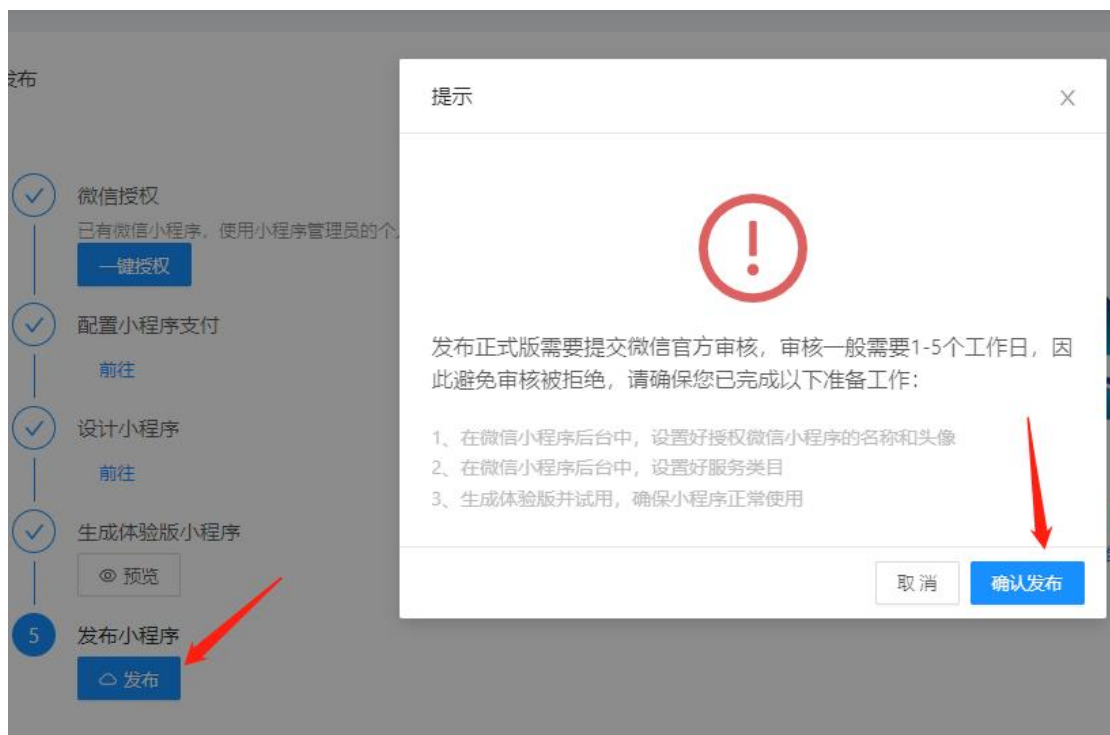 发布
提示
微信授权
已有微信小程序，使用小程序管理员的个
一键授权
配置小程序支付
前往
设计小程序
前往
生成体验版小程序
预览
5
发布小程序
发布
发布正式版需要提交微信官方审核，审核一般需要1-5个工作日，因
此避免审核被拒绝，请确保您已完成以下准备工作：
1、在微信小程序后台中，设置好授权微信小程序的名称和头像
2、在微信小程序后台中，设置好服务类目
3、生成体验版并试用，确保小程序正常使用
取 消
确认发布